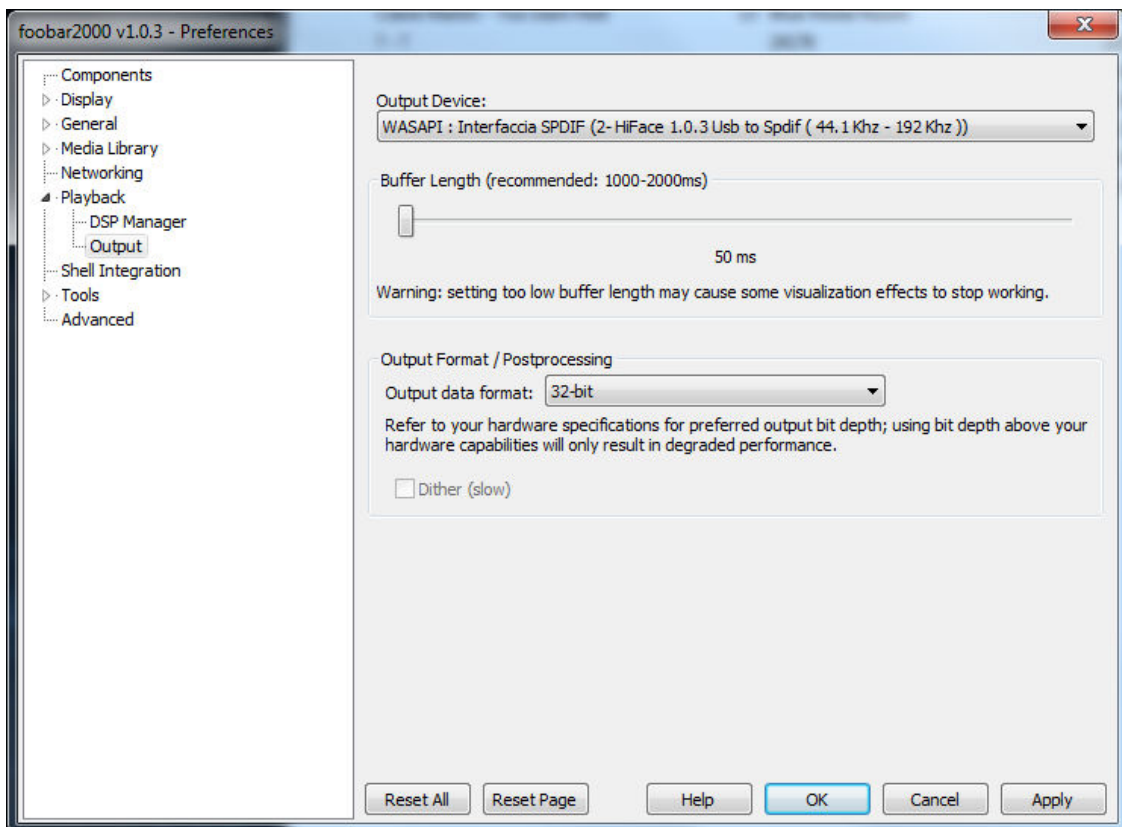 foobar2000 v1.0.3 - Preferences
Components
Display
General
Media Library
Networking
Playback
DSP Manager
Output
Shell Integration
Tools
Advanced
Output Device:
WASAPI : Interfaccia SPDIF (2- HiFace 1.0.3 Usb to Spdif ( 44.1 Khz - 192 Khz ))
Buffer Length (recommended: 1000-2000ms)
50 ms
Warning: setting too low buffer length may cause some visualization effects to stop working.
Output Format / Postprocessing
Output data format: 32-bit
Refer to your hardware specifications for preferred output bit depth; using bit depth above your
hardware capabilities will only result in degraded performance.
Dither (slow)
Reset All Reset Page Help OK Cancel Apply